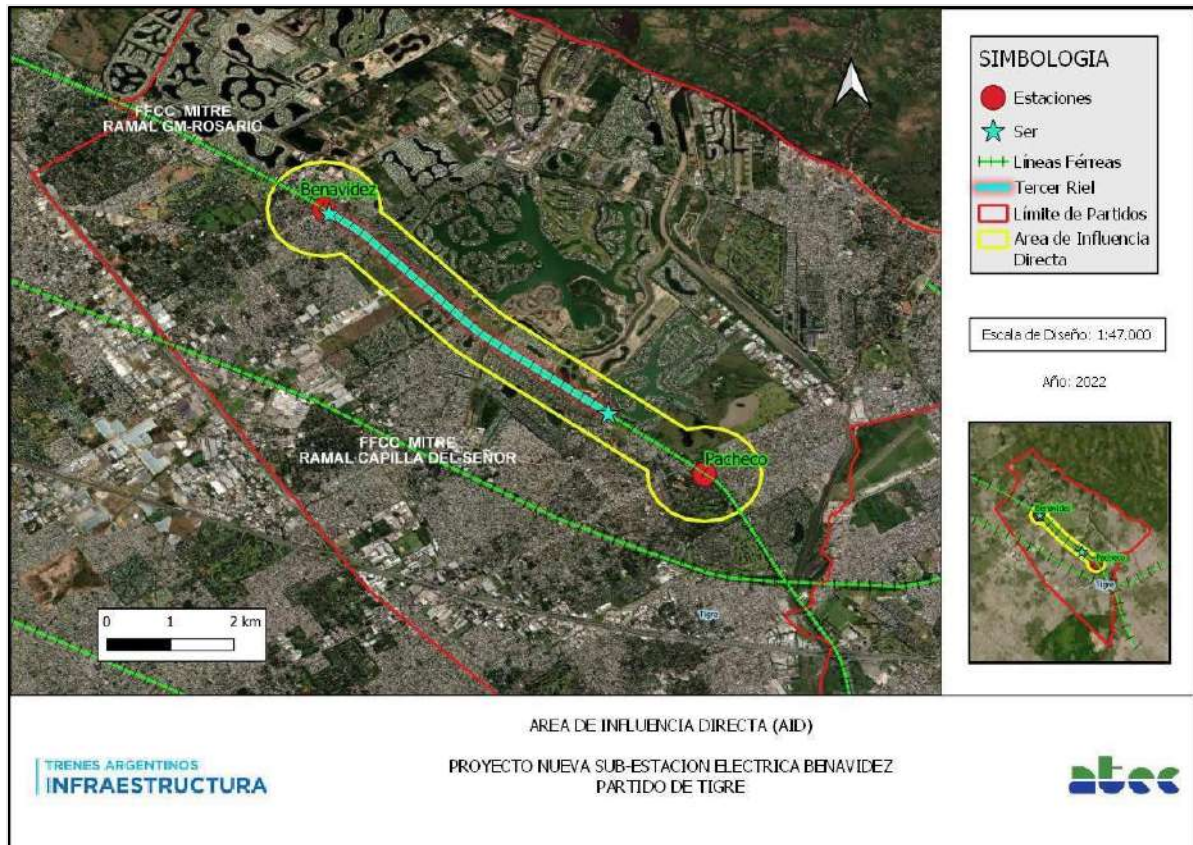 FFCC MITRE
RAMAL GM-ROSARIO
Benavidez
FFCC MITRE
RAMAL CAPILLA DEL SEÑOR
Pacheco
Tigre
0 1 2 km
SIMBOLOGIA
Estaciones
Ser
Líneas Férreas
Tercer Riel
Límite de Partidos
Area de Influencia
Directa
Escala de Diseño: 1:47.000
Año: 2022
Benavidez
Pacheco
Tigre
AREA DE INFLUENCIA DIRECTA (AID)
PROYECTO NUEVA SUB-ESTACION ELECTRICA BENAVIDEZ
PARTIDO DE TIGRE
TRENES ARGENTINOS
INFRAESTRUCTURA
atec